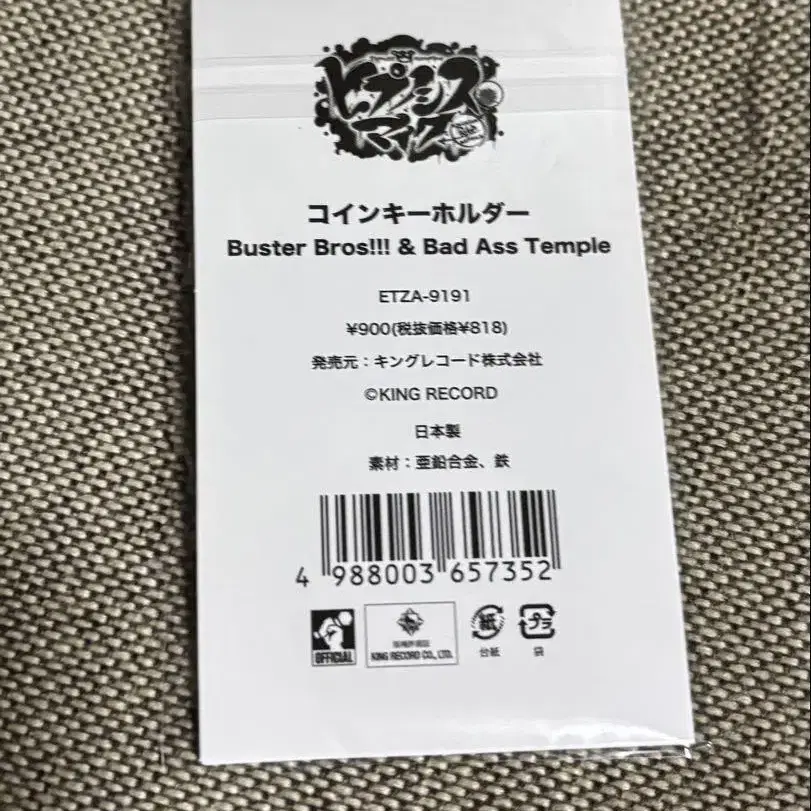 ヒプノシス
マイク
コインキーホルダー
Buster Bros!!! & Bad Ass Temple
ETZA-9191
¥900(税抜価格¥818)
発売元：キングレコード株式会社
©KING RECORD
日本製
素材：亜鉛合金、鉄
4 988003 657352
OFFICIAL
KING RECORD CO., LTD.
紙
プラ
台紙
袋